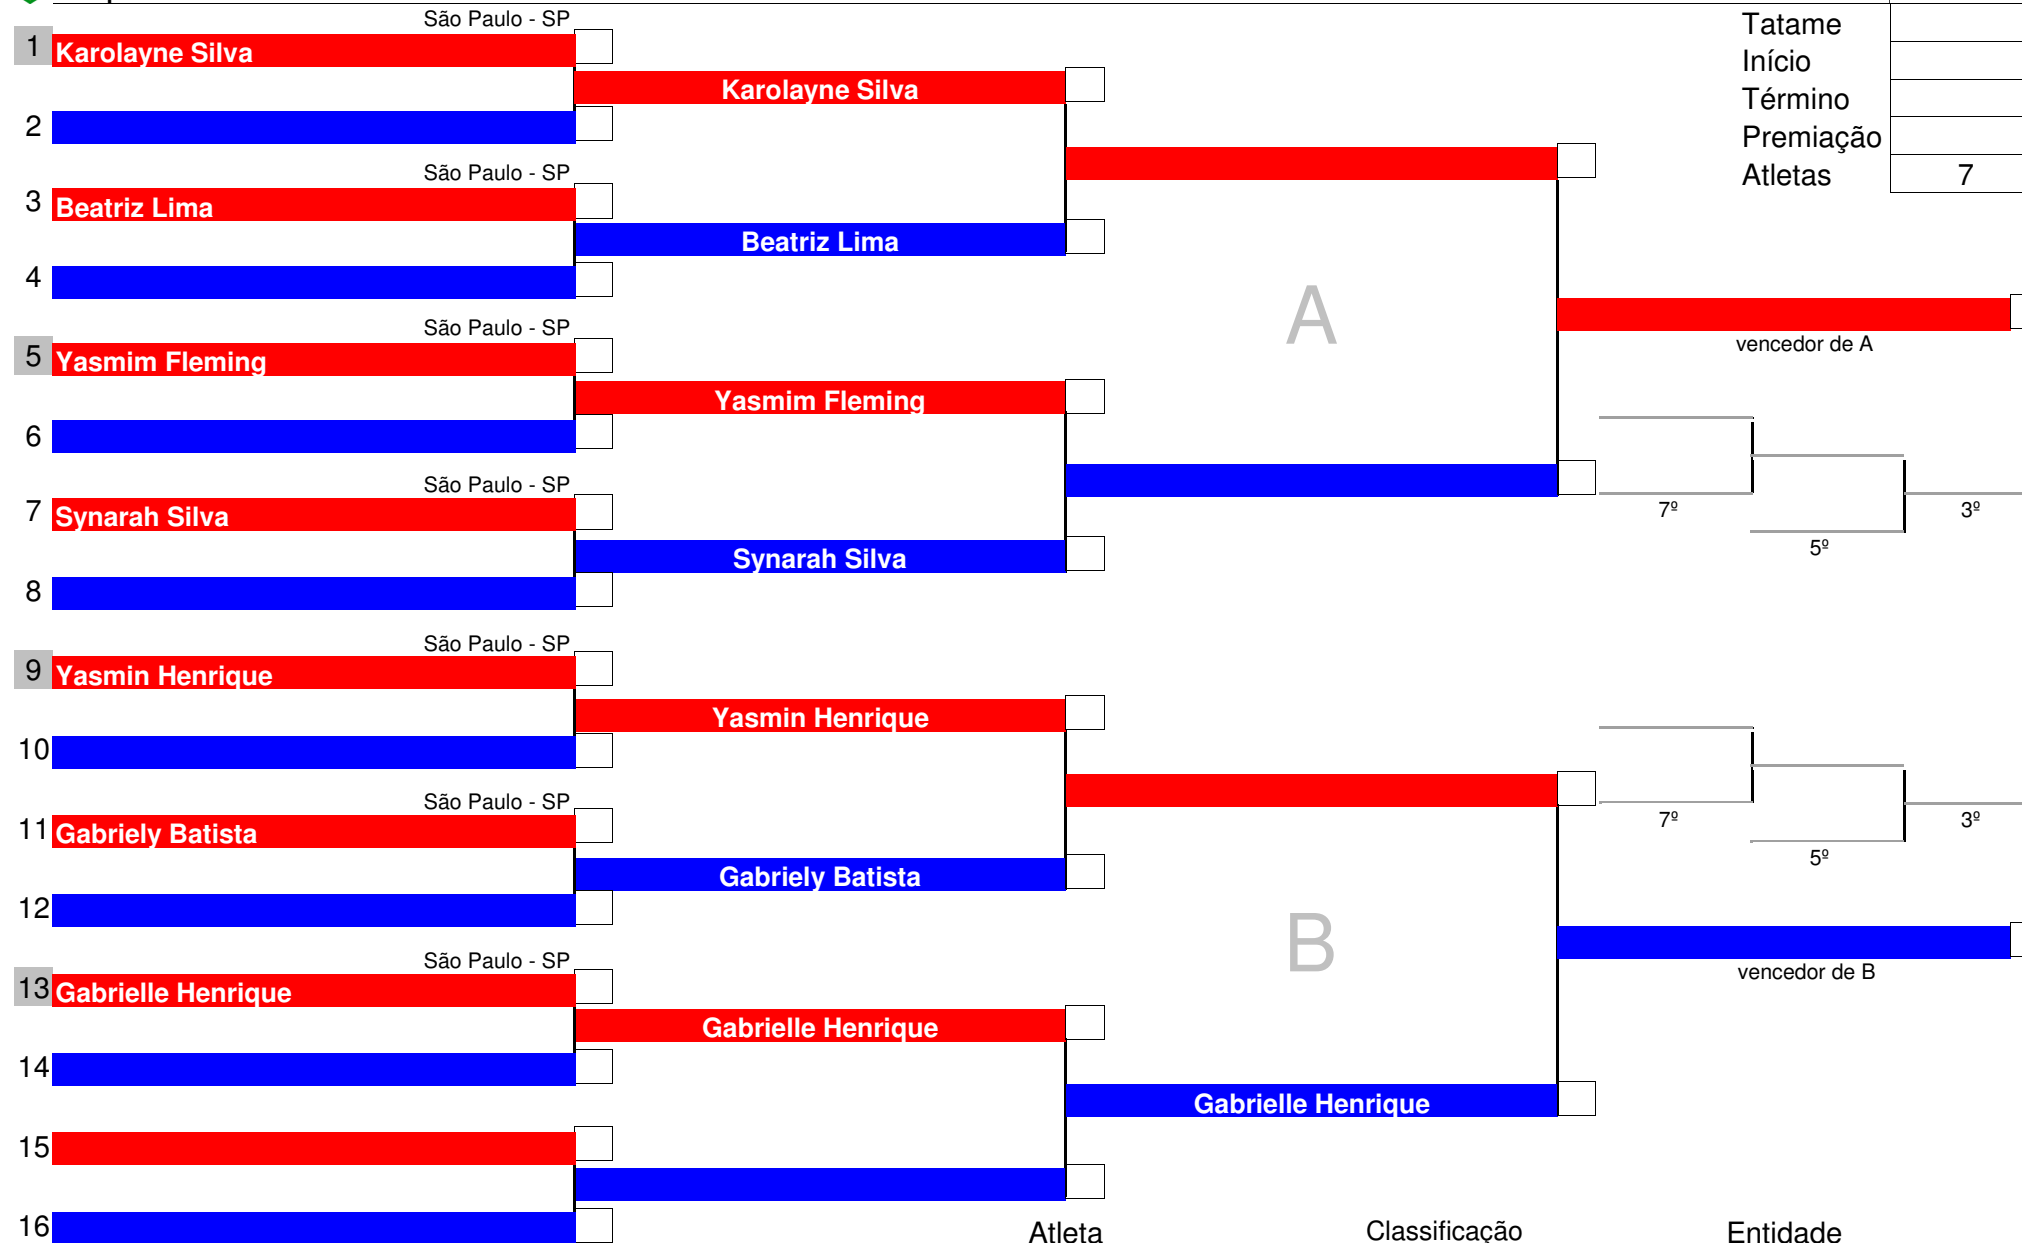 São Paulo - SP
1 Karolayne Silva
Karolayne Silva
2
São Paulo - SP
3 Beatriz Lima
Beatriz Lima
4
São Paulo - SP
5 Yasmim Fleming
Yasmim Fleming
6
São Paulo - SP
7 Synarah Silva
Synarah Silva
8
São Paulo - SP
9 Yasmin Henrique
Yasmin Henrique
10
São Paulo - SP
11 Gabriely Batista
Gabriely Batista
12
São Paulo - SP
13 Gabrielle Henrique
Gabrielle Henrique
14
Gabrielle Henrique
15
16
A
B
Tatame
Início
Término
Premiação
Atletas 7
vencedor de A
7º
3º
5º
7º
3º
5º
vencedor de B
Atleta Classificação Entidade